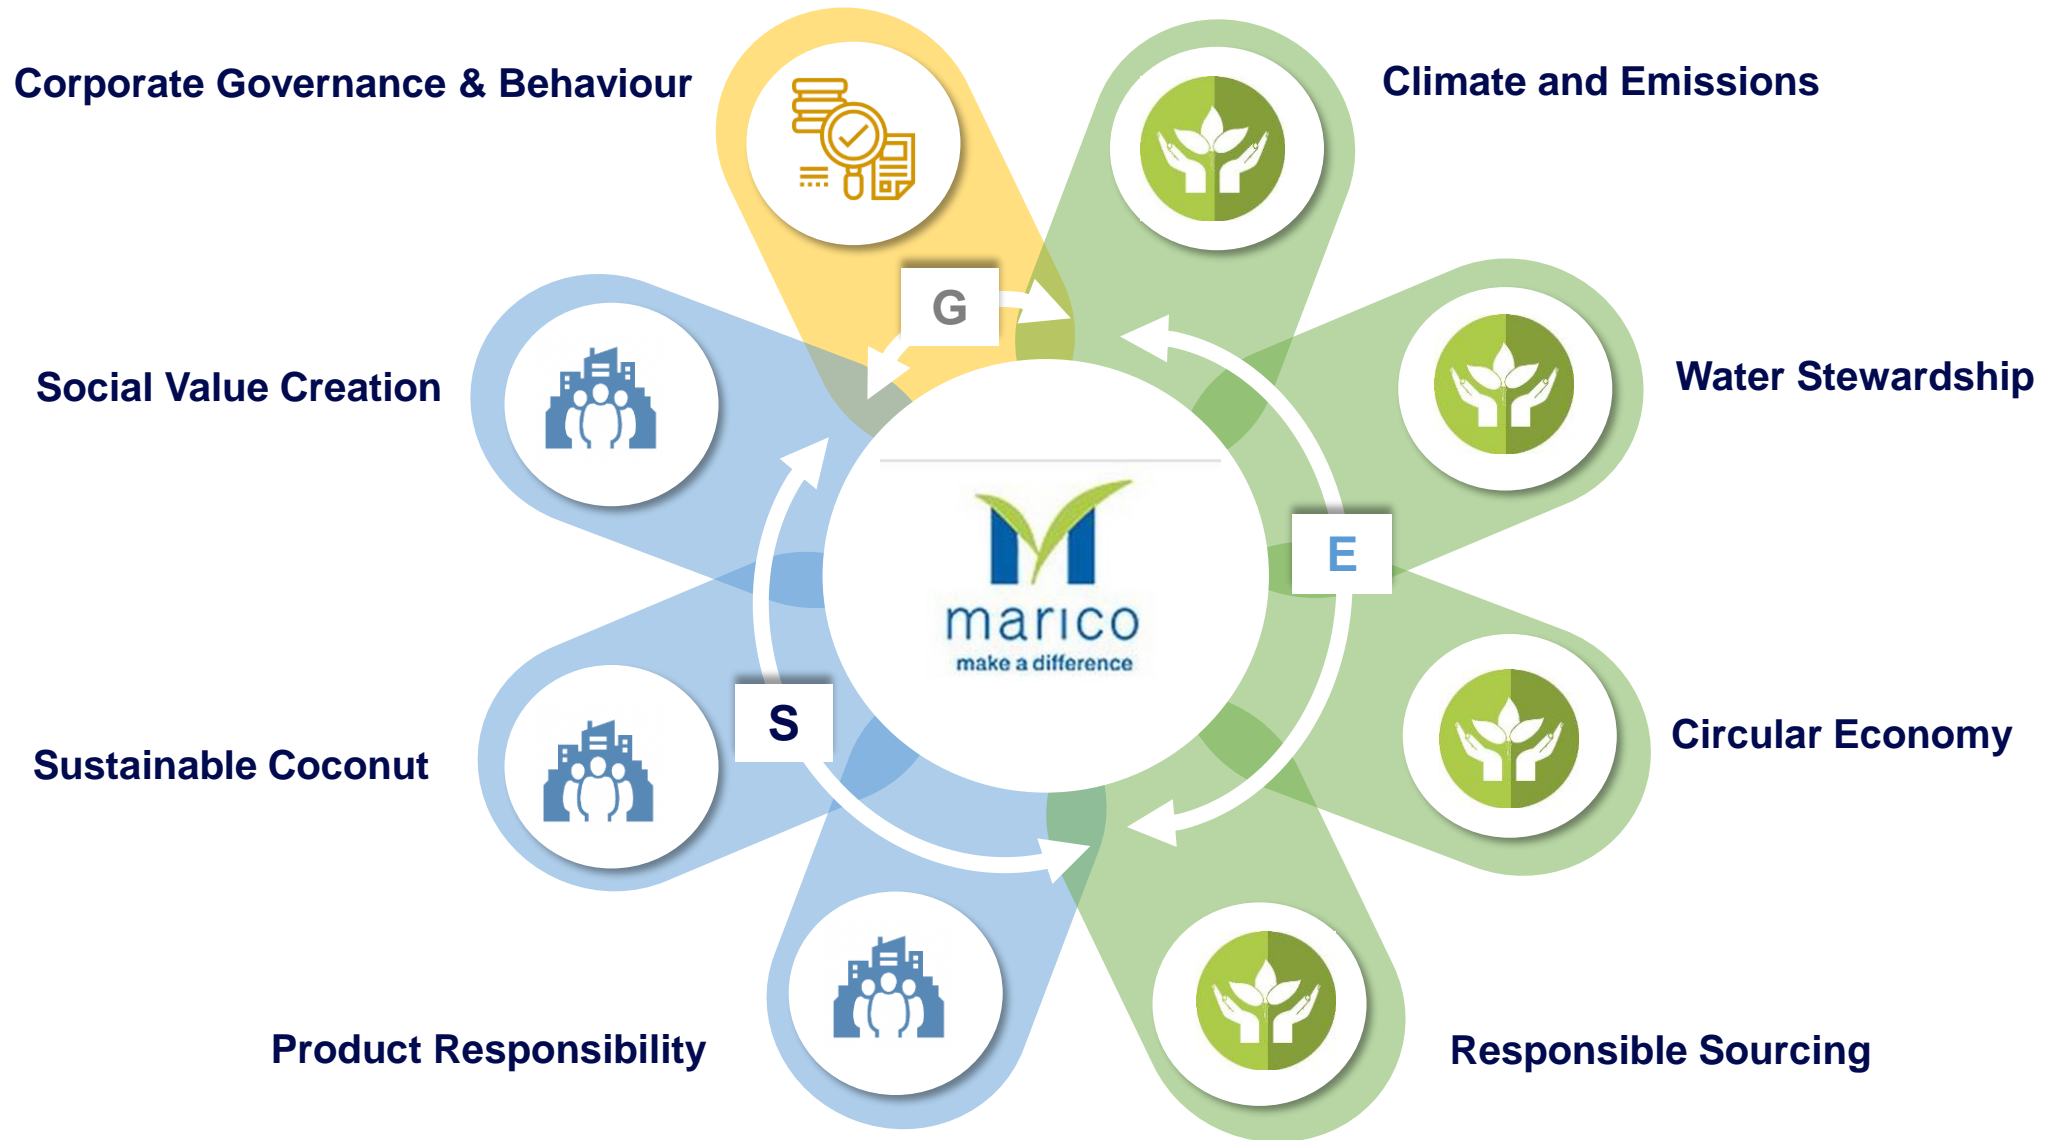 Corporate Governance & Behaviour
Climate and Emissions
G
Social Value Creation
Water Stewardship
marico
make a difference
E
S
Sustainable Coconut
Circular Economy
Product Responsibility
Responsible Sourcing